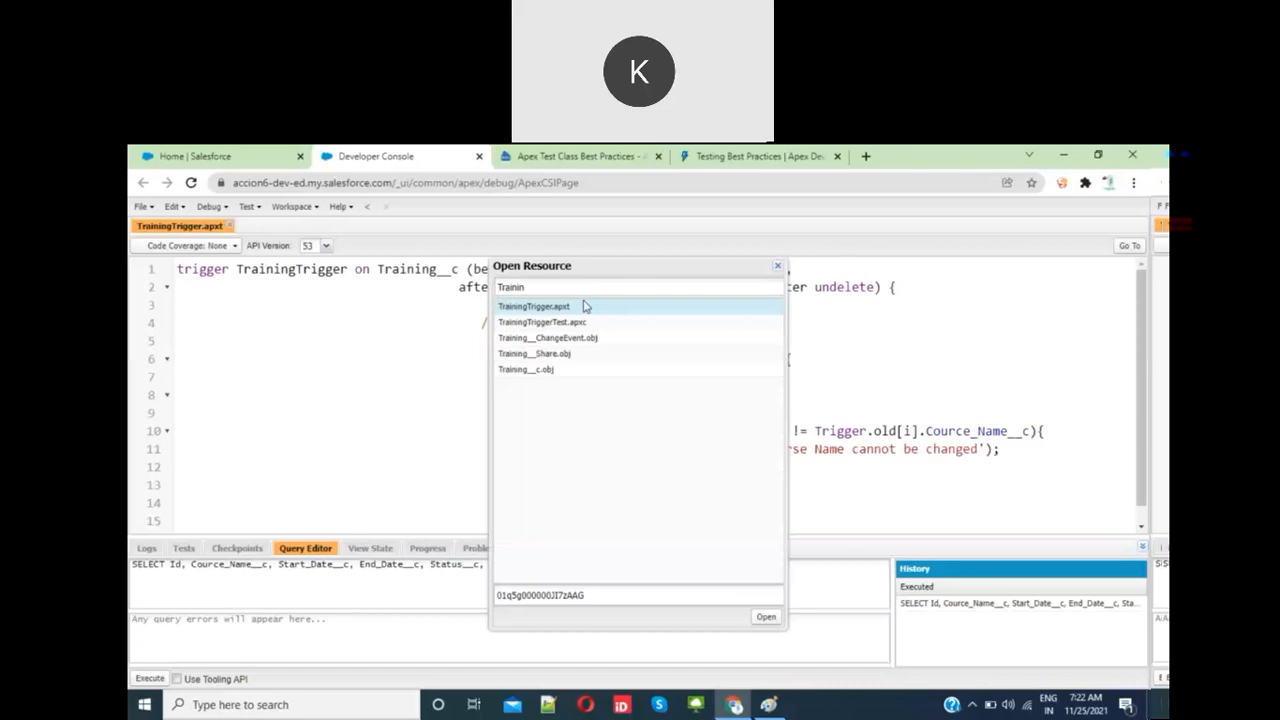 K
Home | Salesforce
Developer Console
Apex Test Class Best Practices -
Testing Best Practices | Apex De
accion6-dev-ed.my.salesforce.com/_ui/common/apex/debug/ApexCSIPage
File Edit Debug Test Workspace Help < >
TrainingTrigger.apxt
Code Coverage: None API Version: 53 Go To
Open Resource
Trainin
TrainingTrigger.apxt
TrainingTriggerTest.apxc
Training__ChangeEvent.obj
Training__Share.obj
Training__c.obj
01q5g000000JI7zAAG
Open
1 trigger TrainingTrigger on Training__c (be ,
2 afte er undelete) {
3
4 /
5
6 {
7
8
9
10 != Trigger.old[i].Cource_Name__c){
11 rse Name cannot be changed');
12
13
14
15
Logs Tests Checkpoints Query Editor View State Progress Proble
SELECT Id, Cource_Name__c, Start_Date__c, End_Date__c, Status__c,
Any query errors will appear here...
History
Executed
SELECT Id, Cource_Name__c, Start_Date__c, End_Date__c, Sta...
Execute Use Tooling API
Type here to search
iD
ENG
IN
7:22 AM
11/25/2021